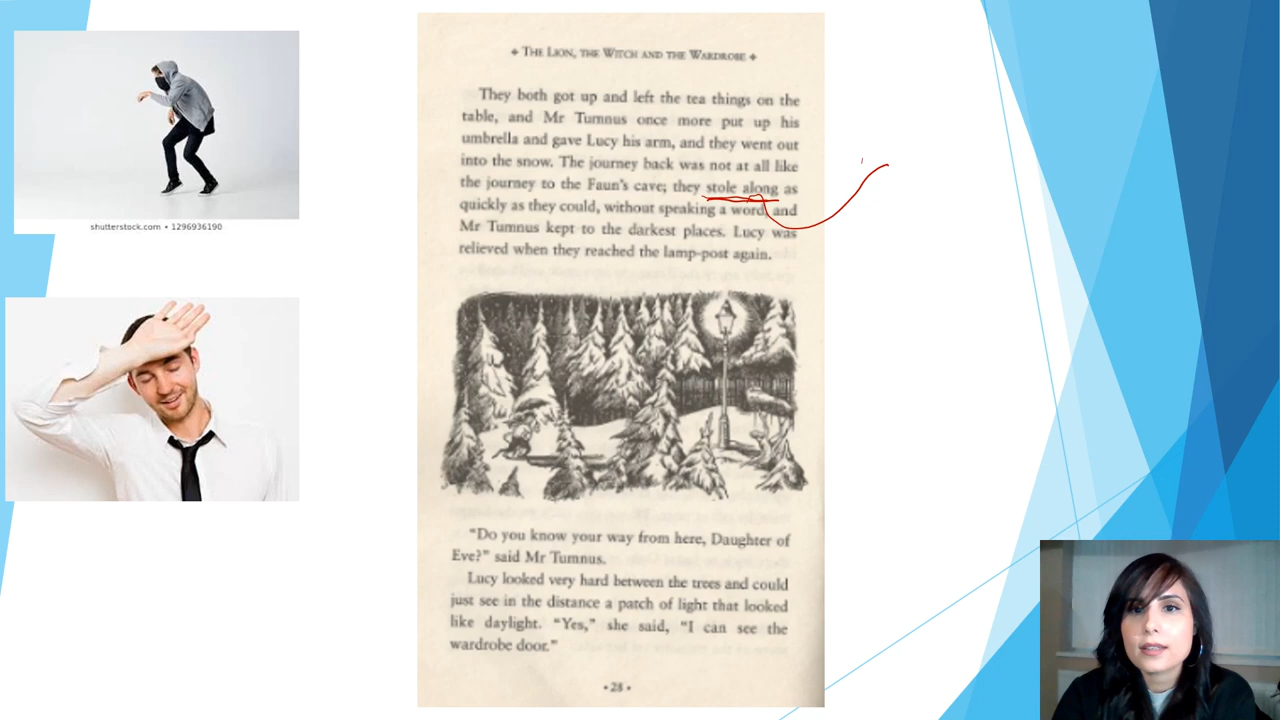 shutterstock.com • 1296936190
✦ The Lion, the Witch and the Wardrobe ✦
They both got up and left the tea things on the
table, and Mr Tumnus once more put up his
umbrella and gave Lucy his arm, and they went out
into the snow. The journey back was not at all like
the journey to the Faun's cave; they stole along as
quickly as they could, without speaking a word, and
Mr Tumnus kept to the darkest places. Lucy was
relieved when they reached the lamp-post again.
"Do you know your way from here, Daughter of
Eve?" said Mr Tumnus.
Lucy looked very hard between the trees and could
just see in the distance a patch of light that looked
like daylight. "Yes," she said, "I can see the
wardrobe door."
• 28 •